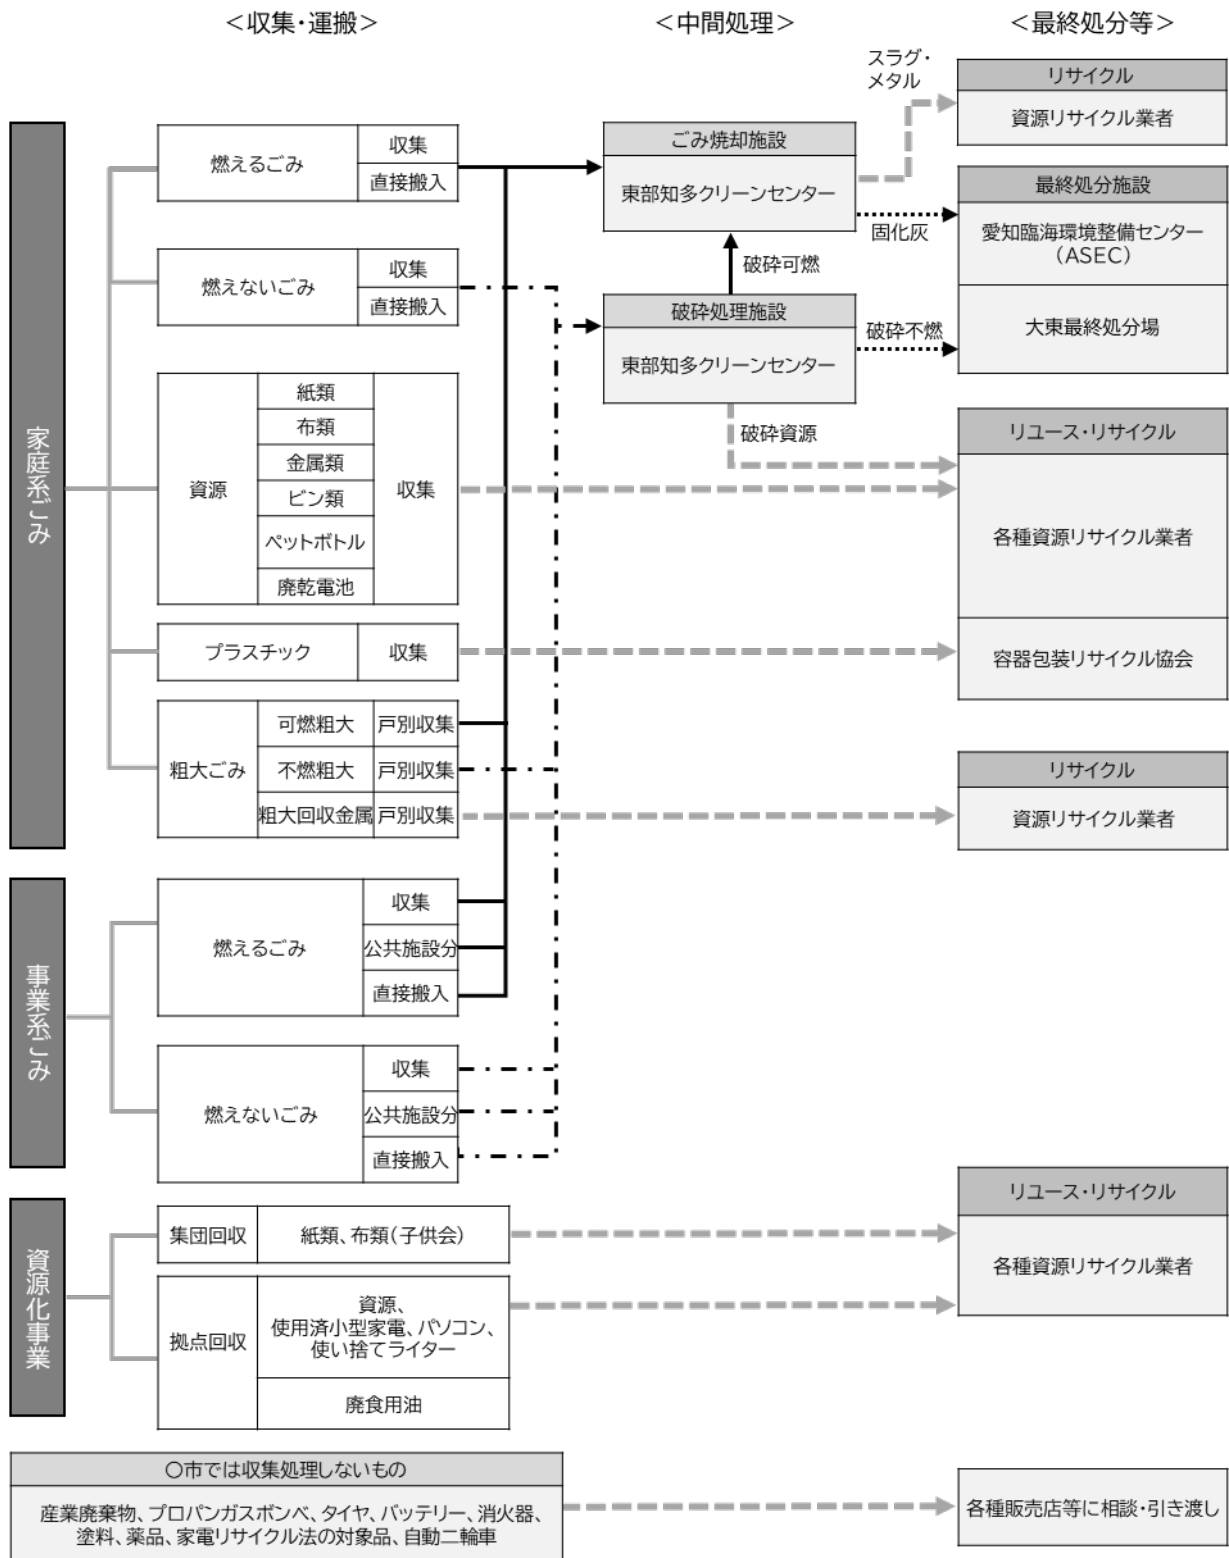 ＜収集・運搬＞
＜中間処理＞
＜最終処分等＞
家庭系ごみ
燃えるごみ
収集
直接搬入
燃えないごみ
収集
直接搬入
資源
紙類
布類
金属類
ビン類
ペットボトル
廃乾電池
収集
プラスチック
収集
粗大ごみ
可燃粗大
戸別収集
不燃粗大
戸別収集
粗大回収金属
戸別収集
ごみ焼却施設
東部知多クリーンセンター
破砕可燃
破砕処理施設
東部知多クリーンセンター
破砕資源
スラグ・
メタル
固化灰
破砕不燃
リサイクル
資源リサイクル業者
最終処分施設
愛知臨海環境整備センター
（ASEC）
大東最終処分場
リユース・リサイクル
各種資源リサイクル業者
容器包装リサイクル協会
リサイクル
資源リサイクル業者
事業系ごみ
燃えるごみ
収集
公共施設分
直接搬入
燃えないごみ
収集
公共施設分
直接搬入
資源化事業
集団回収
紙類、布類（子供会）
拠点回収
資源、
使用済小型家電、パソコン、
使い捨てライター
廃食用油
リユース・リサイクル
各種資源リサイクル業者
〇市では収集処理しないもの
産業廃棄物、プロパンガスボンベ、タイヤ、バッテリー、消火器、
塗料、薬品、家電リサイクル法の対象品、自動二輪車
各種販売店等に相談・引き渡し